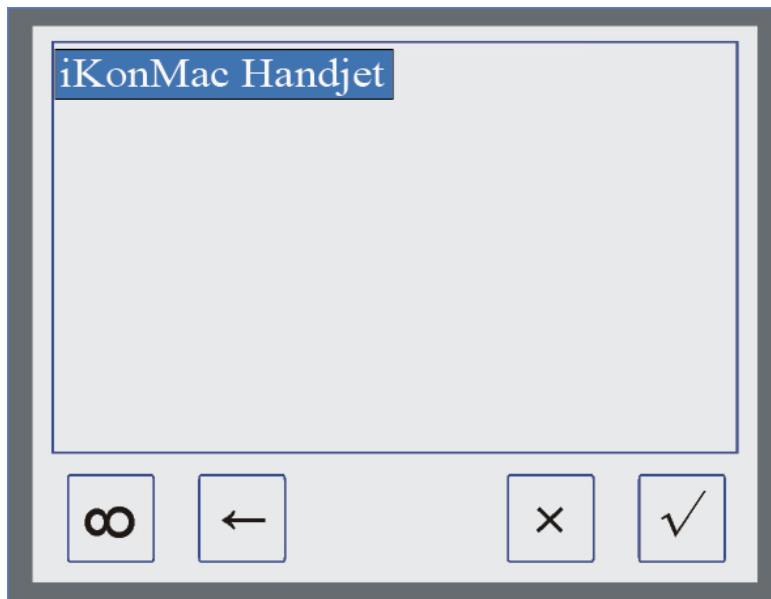 iKonMac Handjet
∞ ← × √